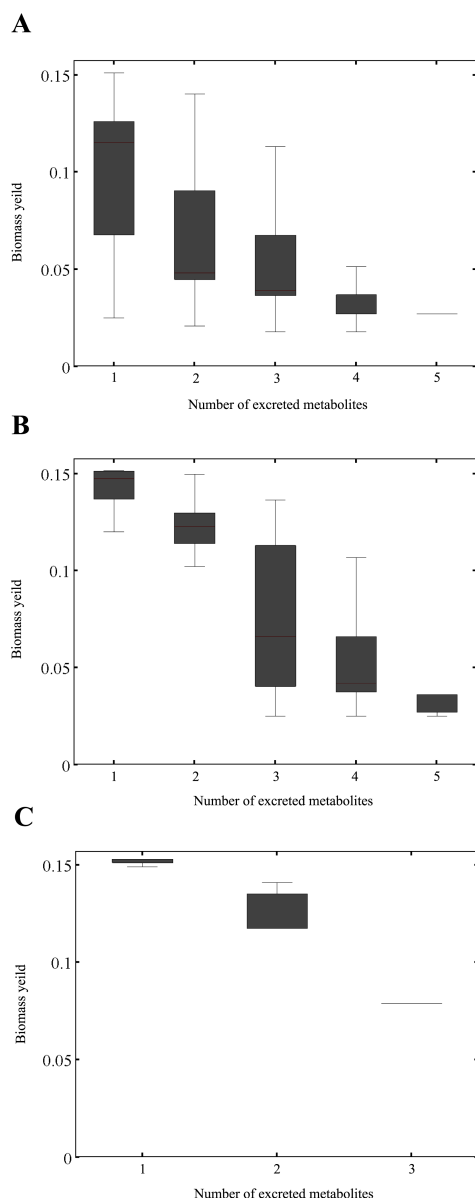 A
0.15
0.1
0.05
0
Biomass yeild
1 2 3 4 5
Number of excreted metabolites
B
0.15
0.1
0.05
0
Biomass yeild
1 2 3 4 5
Number of excreted metabolites
C
0.15
0.1
0.05
0
Biomass yeild
1 2 3
Number of excreted metabolites